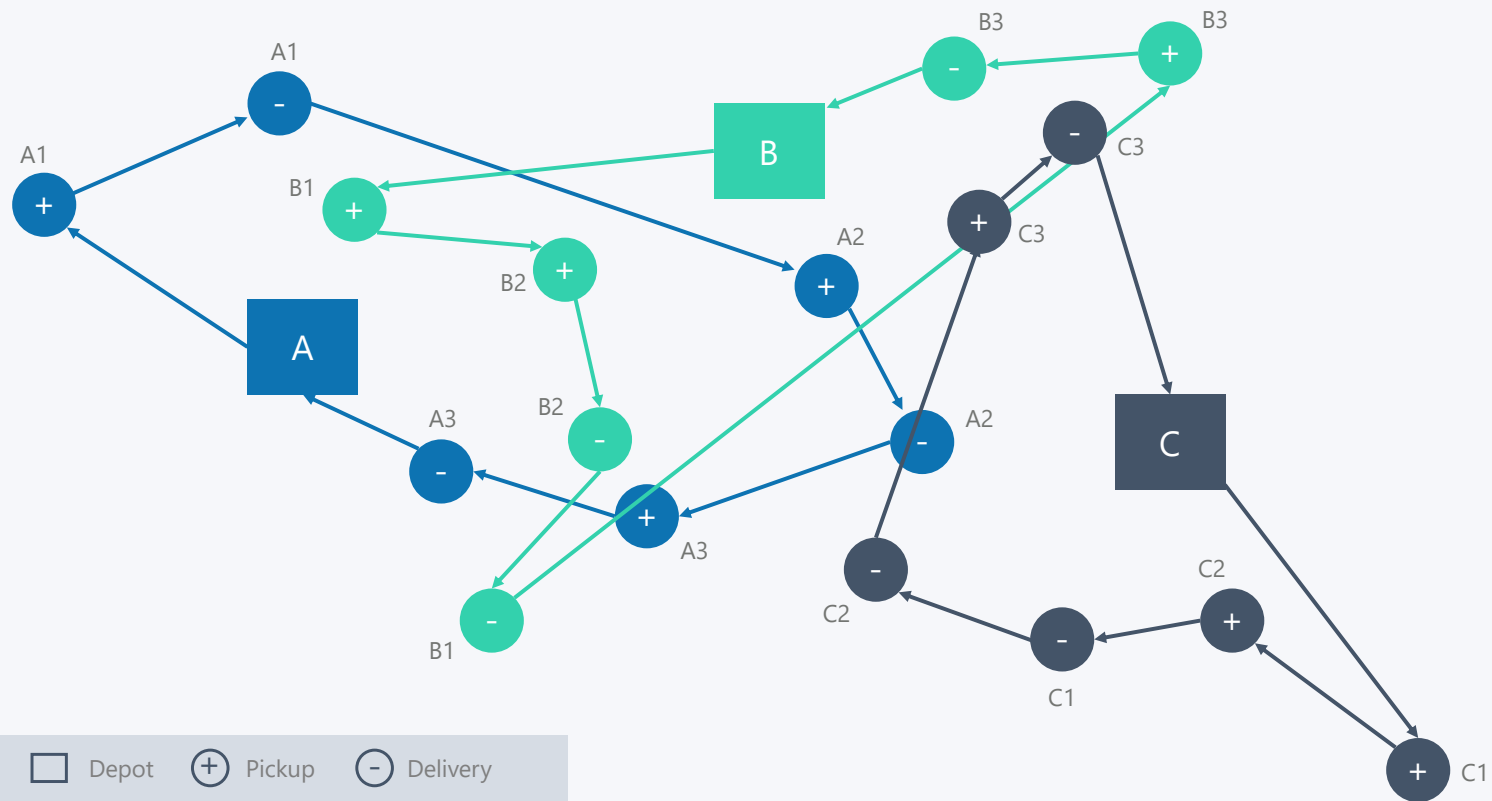 B3
B3
A1
-
+
-
-
A1
B
C3
B1
+
+
+
C3
A2
+
B2
+
A
B2
A3
-
-
A2
-
C
+
A3
-
C2
+
-
B1
C2
-
C1
Depot
+
Pickup
-
Delivery
+
C1